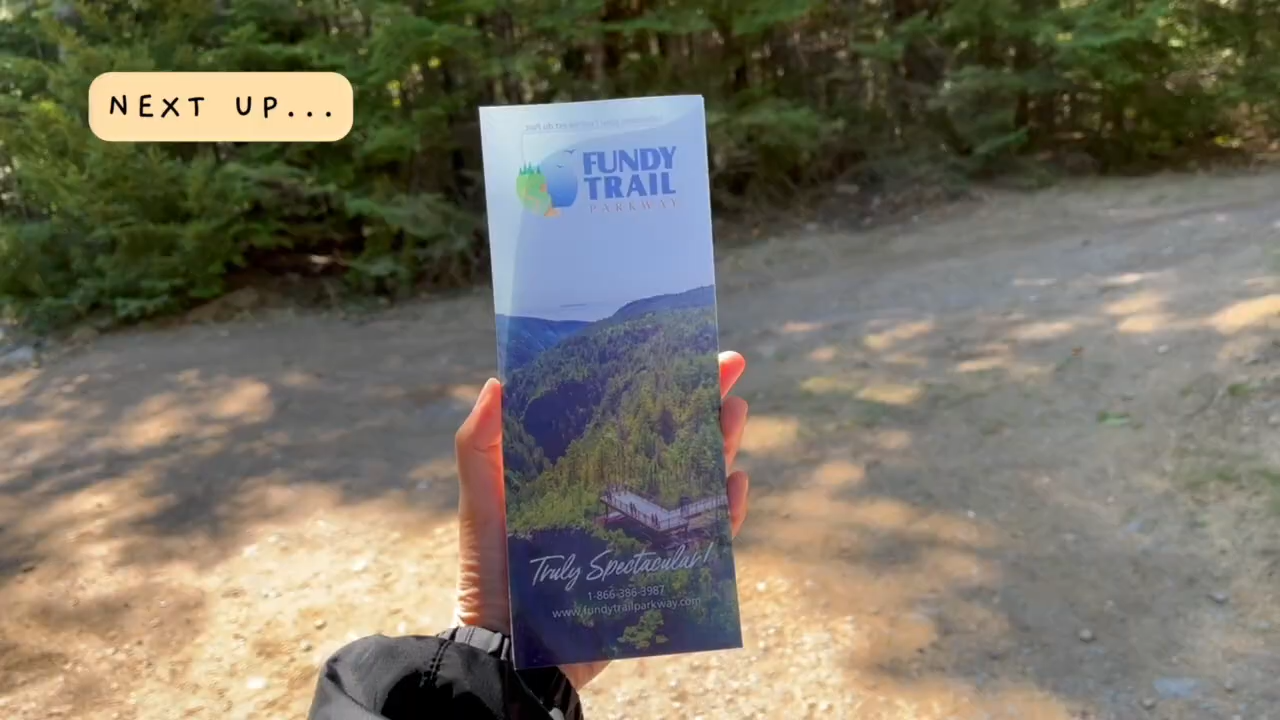 NEXT UP...
FUNDY
TRAIL
PARKWAY
Truly Spectacular!
1-866-386-3987
www.fundytrailparkway.com